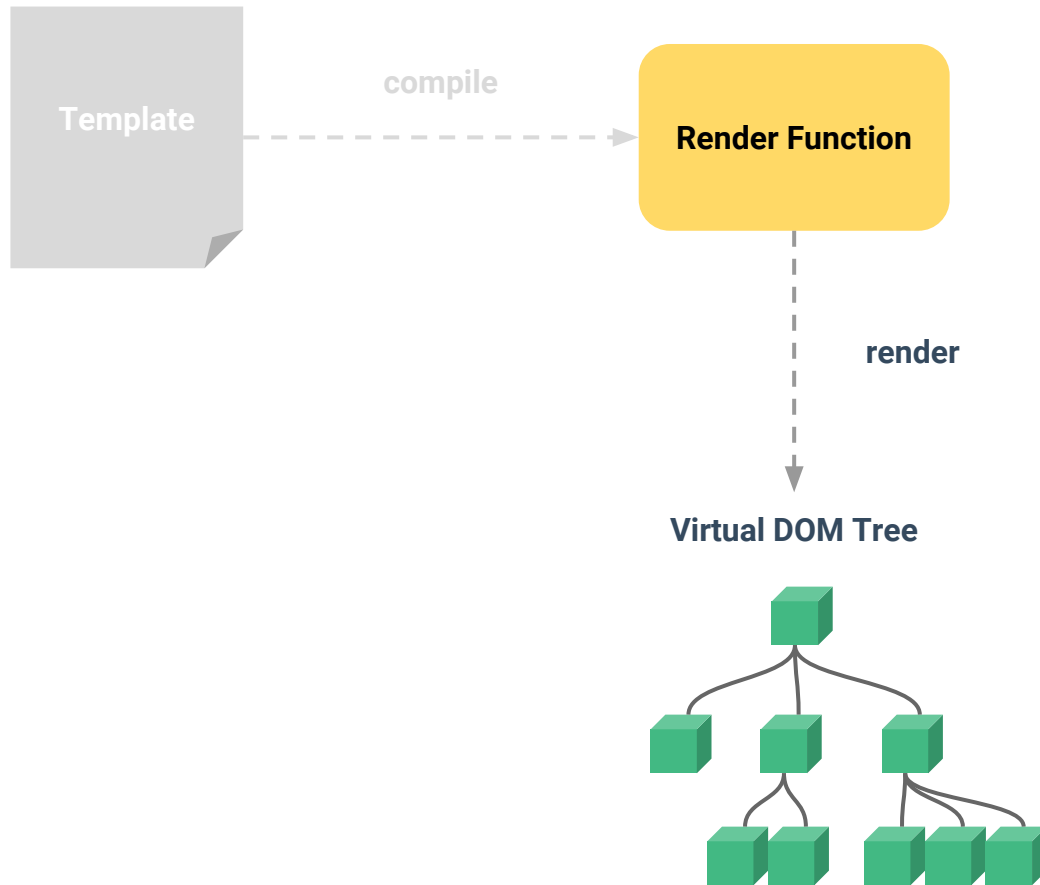 Template
compile
Render Function
render
Virtual DOM Tree